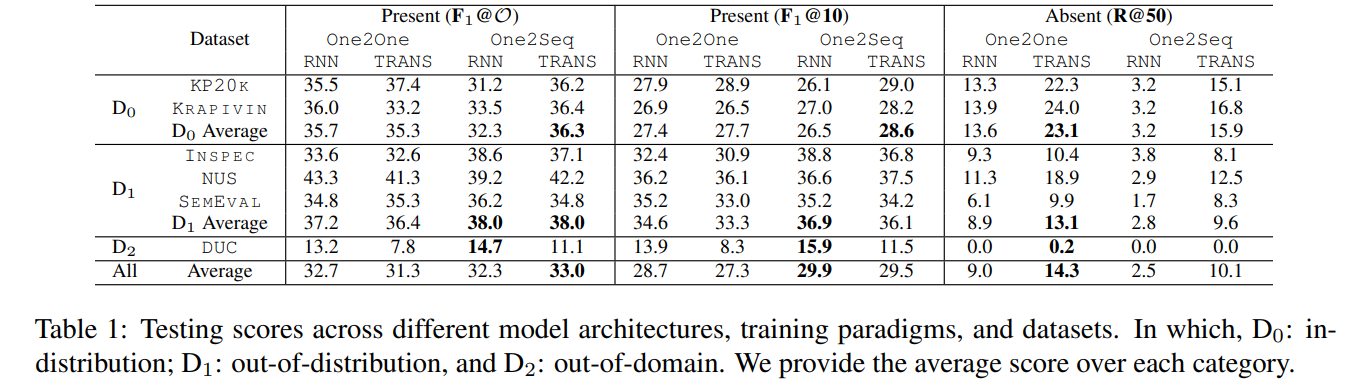 Present (F1@O) Present (F1@10) Absent (R@50)
Dataset One2One One2Seq One2One One2Seq One2One One2Seq
RNN TRANS RNN TRANS RNN TRANS RNN TRANS RNN TRANS RNN TRANS
KP20K 35.5 37.4 31.2 36.2 27.9 28.9 26.1 29.0 13.3 22.3 3.2 15.1
D0 KRAPIVIN 36.0 33.2 33.5 36.4 26.9 26.5 27.0 28.2 13.9 24.0 3.2 16.8
D0 Average 35.7 35.3 32.3 36.3 27.4 27.7 26.5 28.6 13.6 23.1 3.2 15.9
INSPEC 33.6 32.6 38.6 37.1 32.4 30.9 38.8 36.8 9.3 10.4 3.8 8.1
D1 NUS 43.3 41.3 39.2 42.2 36.2 36.1 36.6 37.5 11.3 18.9 2.9 12.5
SEMEVAL 34.8 35.3 36.2 34.8 35.2 33.0 35.2 34.2 6.1 9.9 1.7 8.3
D1 Average 37.2 36.4 38.0 38.0 34.6 33.3 36.9 36.1 8.9 13.1 2.8 9.6
D2 DUC 13.2 7.8 14.7 11.1 13.9 8.3 15.9 11.5 0.0 0.2 0.0 0.0
All Average 32.7 31.3 32.3 33.0 28.7 27.3 29.9 29.5 9.0 14.3 2.5 10.1
Table 1: Testing scores across different model architectures, training paradigms, and datasets. In which, D0: in-
distribution; D1: out-of-distribution, and D2: out-of-domain. We provide the average score over each category.